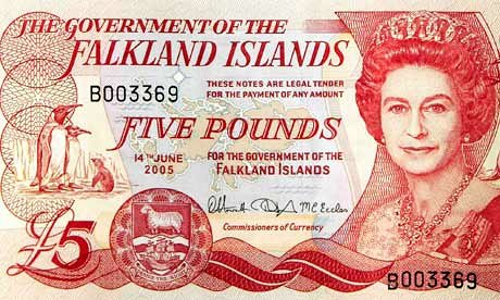 THE GOVERNMENT OF THE
FALKLAND ISLANDS
B003369
THESE NOTES ARE LEGAL TENDER
FOR THE PAYMENT OF ANY AMOUNT
FIVE POUNDS
14TH JUNE
2005
FOR THE GOVERNMENT OF THE
FALKLAND ISLANDS
Commissioners of Currency
£5
B003369